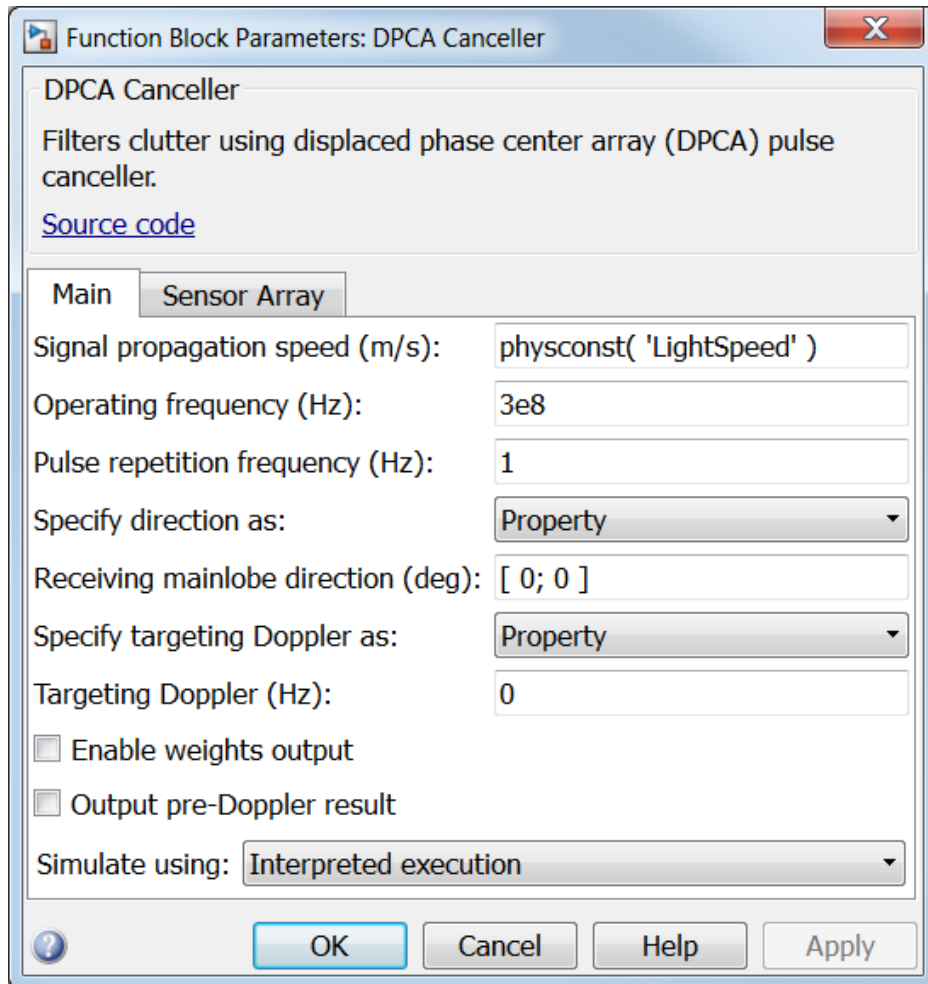 Function Block Parameters: DPCA Canceller
X
DPCA Canceller
Filters clutter using displaced phase center array (DPCA) pulse
canceller.
Source code
Main Sensor Array
Signal propagation speed (m/s): physconst( 'LightSpeed' )
Operating frequency (Hz): 3e8
Pulse repetition frequency (Hz): 1
Specify direction as: Property
Receiving mainlobe direction (deg): [ 0; 0 ]
Specify targeting Doppler as: Property
Targeting Doppler (Hz): 0
Enable weights output
Output pre-Doppler result
Simulate using: Interpreted execution
? OK Cancel Help Apply